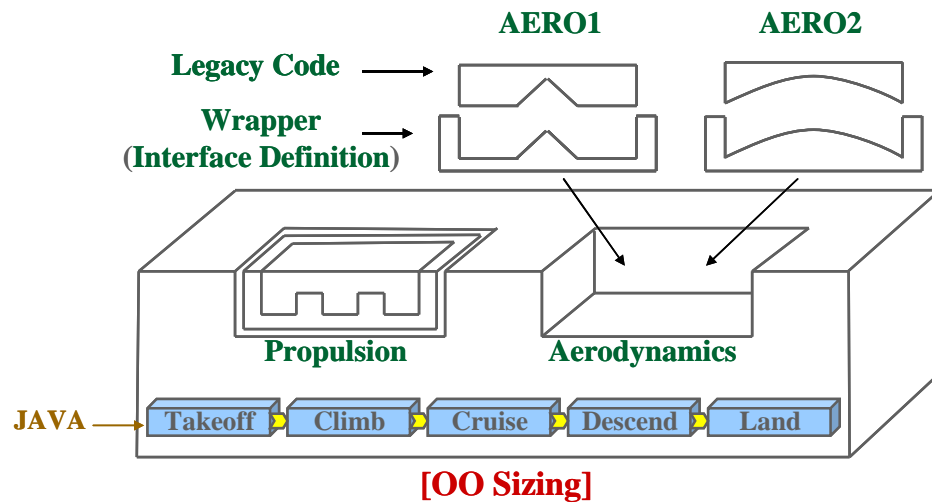 AERO1
AERO2
Legacy Code
Wrapper
(Interface Definition)
Propulsion
Aerodynamics
JAVA
Takeoff
Climb
Cruise
Descend
Land
[OO Sizing]